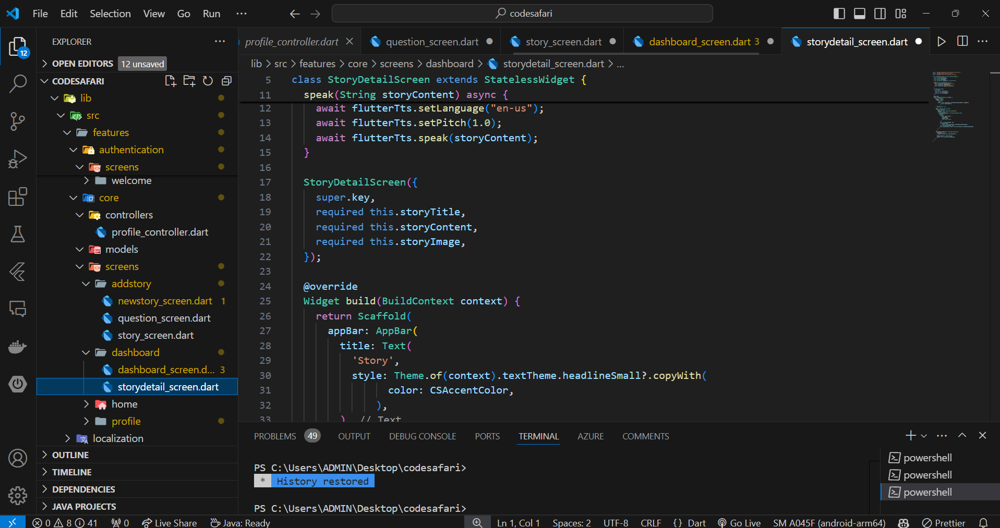 File Edit Selection View Go Run ···
codesafari
EXPLORER
OPEN EDITORS 12 unsaved
CODESAFARI
lib
src
features
authentication
screens
welcome
core
controllers
profile_controller.dart
models
screens
addstory
newstory_screen.dart 1
question_screen.dart
story_screen.dart
dashboard
dashboard_screen.d... 3
storydetail_screen.dart
home
profile
localization
OUTLINE
TIMELINE
DEPENDENCIES
JAVA PROJECTS
12
profile_controller.dart question_screen.dart story_screen.dart dashboard_screen.dart 3 storydetail_screen.dart
lib > src > features > core > screens > dashboard > storydetail_screen.dart > ...
5 class StoryDetailScreen extends StatelessWidget {
11 speak(String storyContent) async {
12 await flutterTts.setLanguage("en-us");
13 await flutterTts.setPitch(1.0);
14 await flutterTts.speak(storyContent);
15 }
16
17 StoryDetailScreen({
18 super.key,
19 required this.storyTitle,
20 required this.storyContent,
21 required this.storyImage,
22 });
23
24 @override
25 Widget build(BuildContext context) {
26 return Scaffold(
27 appBar: AppBar(
28 title: Text(
29 'Story',
30 style: Theme.of(context).textTheme.headlineSmall?.copyWith(
31 color: CSAccentColor,
32 ),
33 ) // Text
PROBLEMS 49 OUTPUT DEBUG CONSOLE PORTS TERMINAL AZURE COMMENTS
PS C:\Users\ADMIN\Desktop\codesafari>
* History restored
PS C:\Users\ADMIN\Desktop\codesafari>
powershell
powershell
powershell
0 8 41 0 Live Share Java: Ready Ln 1, Col 1 Spaces: 2 UTF-8 CRLF {} Dart Go Live SM A045F (android-arm64) Prettier